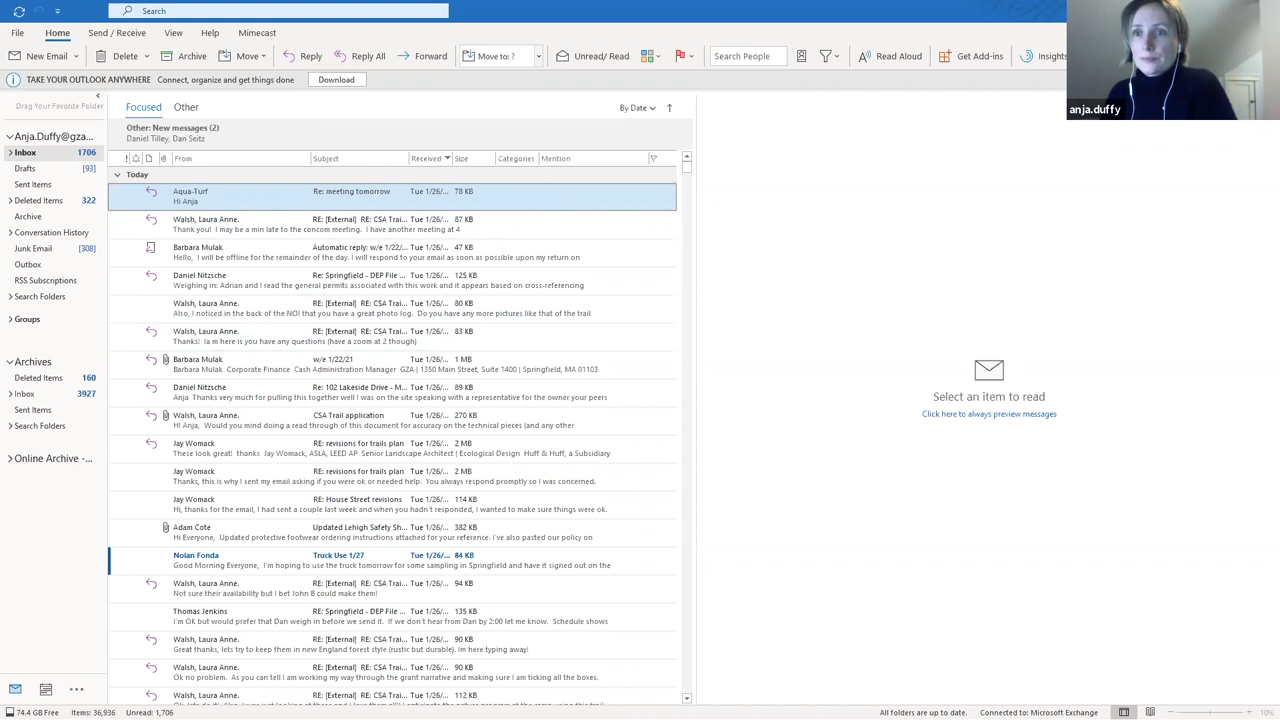 Search
File Home Send / Receive View Help Mimecast
New Email Delete Archive Move Reply Reply All Forward Move to: ? Unread/ Read Search People Read Aloud Get Add-ins Insights
TAKE YOUR OUTLOOK ANYWHERE Connect, organize and get things done Download
anja.duffy
Drag Your Favorite Folder
Anja.Duffy@gza...
Inbox 1706
Drafts [93]
Sent Items
Deleted Items 322
Archive
Conversation History
Junk Email [308]
Outbox
RSS Subscriptions
Search Folders
Groups
Archives
Deleted Items 160
Inbox 3927
Sent Items
Search Folders
Online Archive -...
Focused Other By Date
Other: New messages (2)
Daniel Tilley, Dan Seitz
From Subject Received Size Categories Mention
Today
Aqua-Turf Re: meeting tomorrow Tue 1/26/... 78 KB
Hi Anja
Walsh, Laura Anne. RE: [External] RE: CSA Trai... Tue 1/26/... 87 KB
Thank you! I may be a min late to the concom meeting. I have another meeting at 4
Barbara Mulak Automatic reply: w/e 1/22/... Tue 1/26/... 47 KB
Hello, I will be offline for the remainder of the day. I will respond to your email as soon as possible upon my return on
Daniel Nitzsche Re: Springfield - DEP File ... Tue 1/26/... 125 KB
Weighing in: Adrian and I read the general permits associated with this work and it appears based on cross-referencing
Walsh, Laura Anne. RE: [External] RE: CSA Trai... Tue 1/26/... 80 KB
Also, I noticed in the back of the NOI that you have a great photo log. Do you have any more pictures like that of the trail
Walsh, Laura Anne. RE: [External] RE: CSA Trai... Tue 1/26/... 83 KB
Thanks! Ia m here is you have any questions (have a zoom at 2 though)
Barbara Mulak w/e 1/22/21 Tue 1/26/... 1 MB
Barbara Mulak Corporate Finance Cash Administration Manager GZA | 1350 Main Street, Suite 1400 | Springfield, MA 01103
Daniel Nitzsche Re: 102 Lakeside Drive - M... Tue 1/26/... 89 KB
Anja Thanks very much for pulling this together well I was on the site speaking with a representative for the owner your peers
Walsh, Laura Anne. CSA Trail application Tue 1/26/... 270 KB
HI Anja, Would you mind doing a read through of this document for accuracy on the technical pieces (and any other
Jay Womack RE: revisions for trails plan Tue 1/26/... 2 MB
These look great! thanks Jay Womack, ASLA, LEED AP Senior Landscape Architect | Ecological Design Huff & Huff, a Subsidiary
Jay Womack RE: revisions for trails plan Tue 1/26/... 2 MB
Thanks, this is why I sent my email asking if you were ok or needed help. You always respond promptly so I was concerned.
Jay Womack RE: House Street revisions Tue 1/26/... 114 KB
Hi, thanks for the email, I had sent a couple last week and when you hadn't responded, I wanted to make sure things were ok.
Adam Cote Updated Lehigh Safety Sh... Tue 1/26/... 382 KB
Hi Everyone, Updated protective footwear ordering instructions attached for your reference. I've also pasted our policy on
Nolan Fonda Truck Use 1/27 Tue 1/26/... 84 KB
Good Morning Everyone, I'm hoping to use the truck tomorrow for some sampling in Springfield and have it signed out on the
Walsh, Laura Anne. RE: [External] RE: CSA Trai... Tue 1/26/... 94 KB
Not sure their availability but I bet John B could make them!
Thomas Jenkins RE: Springfield - DEP File ... Tue 1/26/... 135 KB
I'm OK but would prefer that Dan weigh in before we send it. If we don't hear from Dan by 2:00 let me know. Schedule shows
Walsh, Laura Anne. RE: [External] RE: CSA Trai... Tue 1/26/... 90 KB
Great thanks, lets try to keep them in new England forest style (rustic but durable). Im here typing away!
Walsh, Laura Anne. RE: [External] RE: CSA Trai... Tue 1/26/... 90 KB
Ok no problem. As you can tell I am working my way through the grant narrative and making sure I am ticking all the boxes.
Walsh, Laura Anne. RE: [External] RE: CSA Trai... Tue 1/26/... 112 KB
Select an item to read
Click here to always preview messages
74.4 GB Free Items: 36,936 Unread: 1,706 All folders are up to date. Connected to: Microsoft Exchange 10%